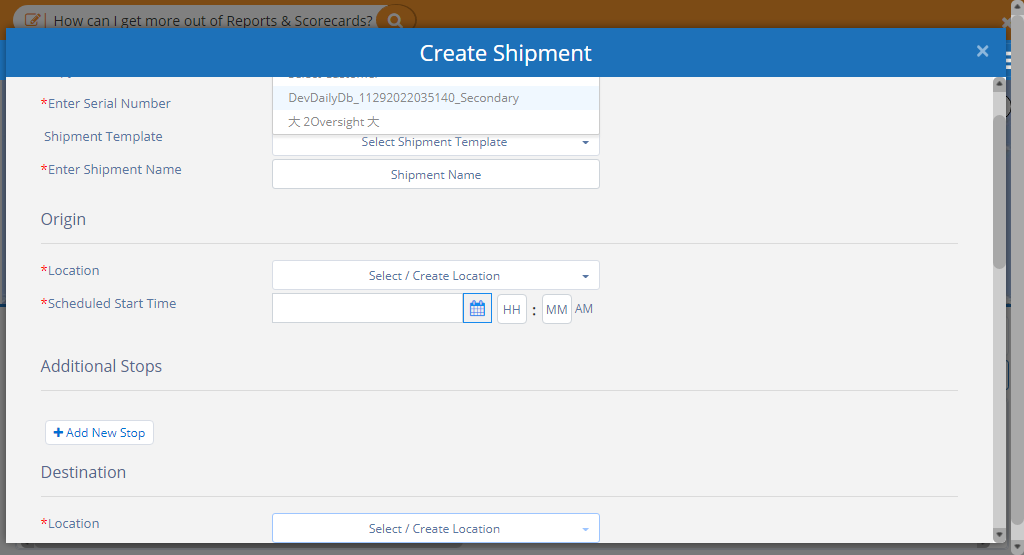 How can I get more out of Reports & Scorecards?
Create Shipment
×
DevDailyDb_11292022035140_Secondary
*Enter Serial Number
大 2Oversight 大
Shipment Template
Select Shipment Template
*Enter Shipment Name
Shipment Name
Origin
*Location
Select / Create Location
*Scheduled Start Time
HH : MM AM
Additional Stops
+ Add New Stop
Destination
*Location
Select / Create Location